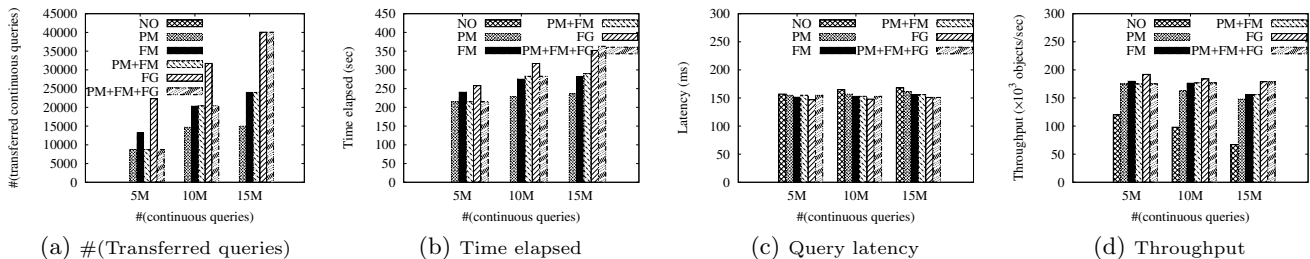 #(transferred continuous queries)
45000
40000
35000
30000
25000
20000
15000
10000
5000
0
NO
PM
FM
PM+FM
FG
PM+FM+FG
5M 10M 15M
#(continuous queries)
(a) #(Transferred queries)
Time elapsed (sec)
450
400
350
300
250
200
150
100
50
0
NO PM+FM
PM FG
FM PM+FM+FG
5M 10M 15M
#(continuous queries)
(b) Time elapsed
Latency (ms)
300
250
200
150
100
50
0
NO PM+FM
PM FG
FM PM+FM+FG
5M 10M 15M
#(continuous queries)
(c) Query latency
Throughput (×10³ objects/sec)
300
250
200
150
100
50
0
NO PM+FM
PM FG
FM PM+FM+FG
5M 10M 15M
#(continuous queries)
(d) Throughput